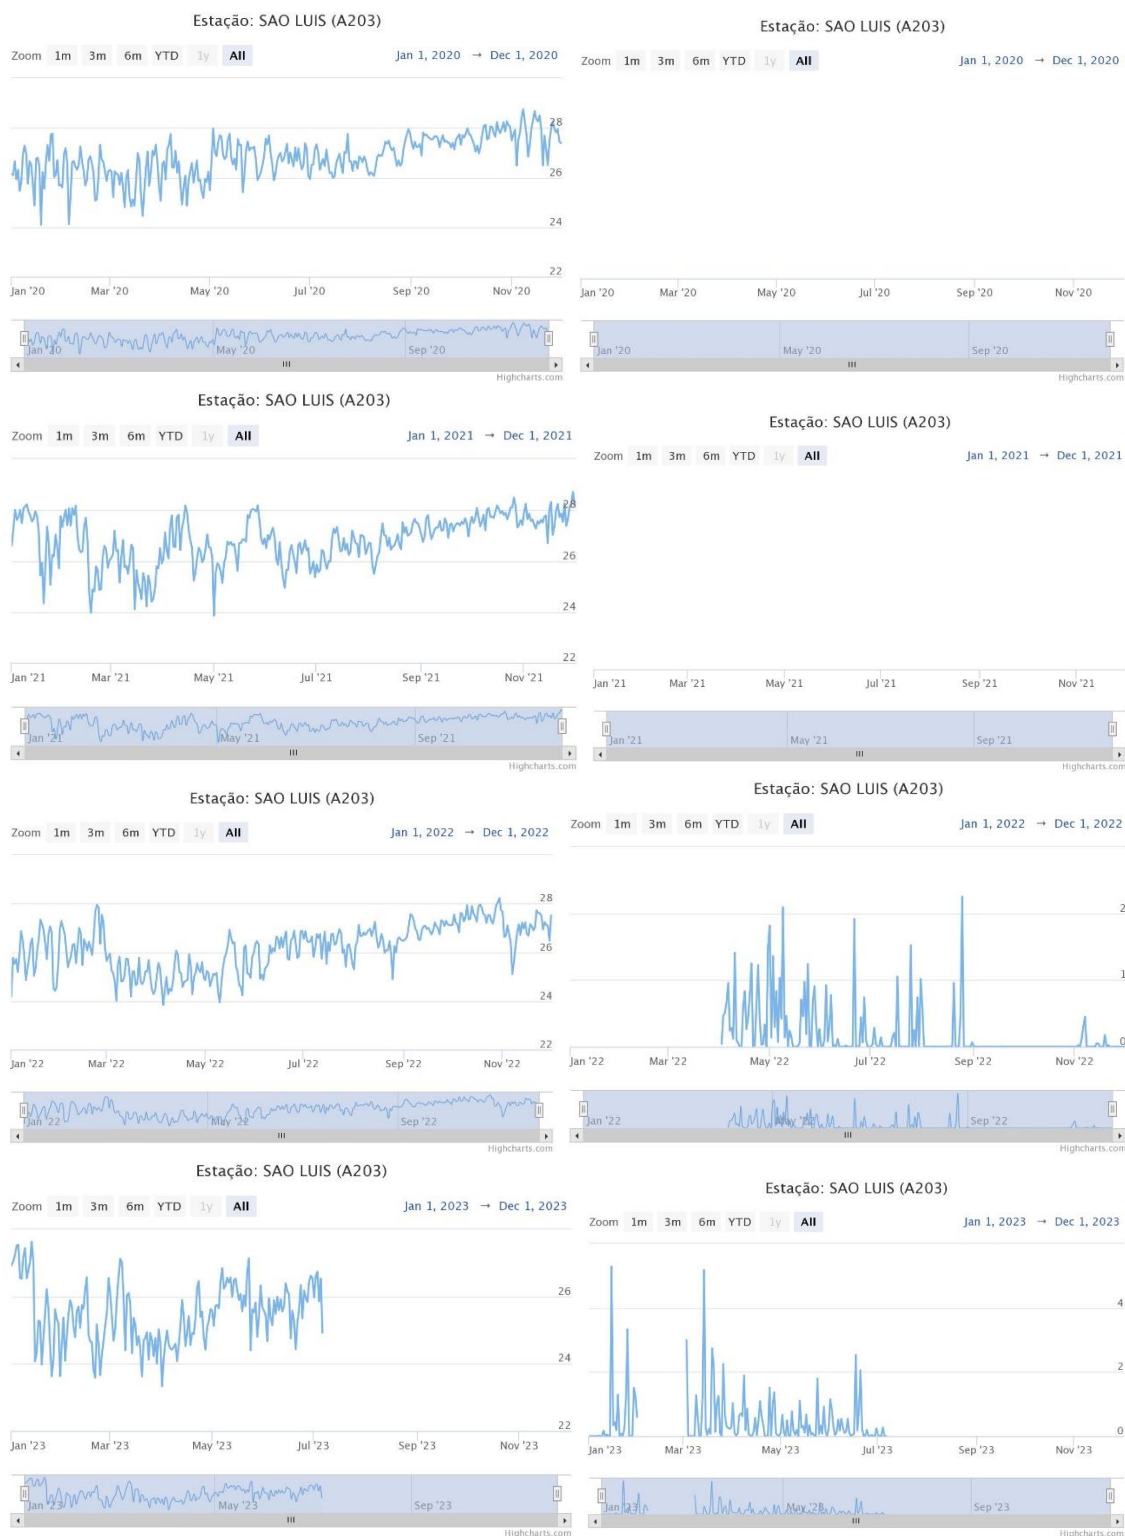 Estação: SAO LUIS (A203)
Zoom 1m 3m 6m YTD 1y All Jan 1, 2020 → Dec 1, 2020
28
26
24
22
Jan '20 Mar '20 May '20 Jul '20 Sep '20 Nov '20
Jan '20 May '20 Sep '20
Highcharts.com
Estação: SAO LUIS (A203)
Zoom 1m 3m 6m YTD 1y All Jan 1, 2020 → Dec 1, 2020
Jan '20 Mar '20 May '20 Jul '20 Sep '20 Nov '20
Jan '20 May '20 Sep '20
Highcharts.com
Estação: SAO LUIS (A203)
Zoom 1m 3m 6m YTD 1y All Jan 1, 2021 → Dec 1, 2021
28
26
24
22
Jan '21 Mar '21 May '21 Jul '21 Sep '21 Nov '21
Jan '21 May '21 Sep '21
Highcharts.com
Estação: SAO LUIS (A203)
Zoom 1m 3m 6m YTD 1y All Jan 1, 2021 → Dec 1, 2021
Jan '21 Mar '21 May '21 Jul '21 Sep '21 Nov '21
Jan '21 May '21 Sep '21
Highcharts.com
Estação: SAO LUIS (A203)
Zoom 1m 3m 6m YTD 1y All Jan 1, 2022 → Dec 1, 2022
28
26
24
22
Jan '22 Mar '22 May '22 Jul '22 Sep '22 Nov '22
Jan '22 May '22 Sep '22
Highcharts.com
Estação: SAO LUIS (A203)
Zoom 1m 3m 6m YTD 1y All Jan 1, 2022 → Dec 1, 2022
2
1
0
Jan '22 Mar '22 May '22 Jul '22 Sep '22 Nov '22
Jan '22 May '22 Sep '22
Highcharts.com
Estação: SAO LUIS (A203)
Zoom 1m 3m 6m YTD 1y All Jan 1, 2023 → Dec 1, 2023
26
24
22
Jan '23 Mar '23 May '23 Jul '23 Sep '23 Nov '23
Jan '23 May '23 Sep '23
Highcharts.com
Estação: SAO LUIS (A203)
Zoom 1m 3m 6m YTD 1y All Jan 1, 2023 → Dec 1, 2023
4
2
0
Jan '23 Mar '23 May '23 Jul '23 Sep '23 Nov '23
Jan '23 May '23 Sep '23
Highcharts.com